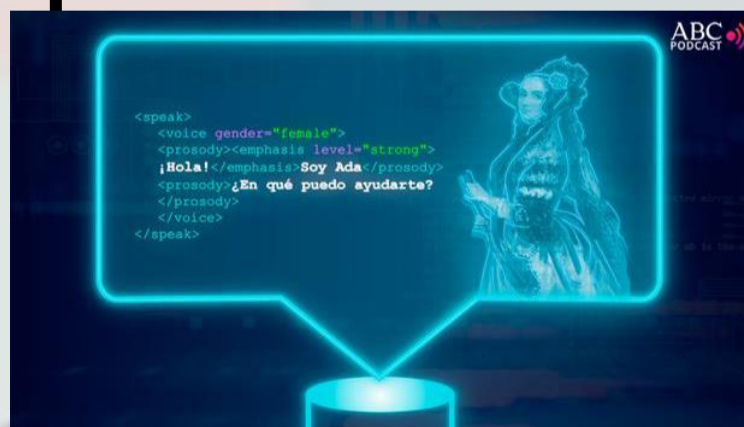 ABC
PODCAST
<speak>
<voice gender="female">
<prosody><emphasis level="strong">
¡Hola!</emphasis>Soy Ada</prosody>
<prosody>¿En qué puedo ayudarte?
</prosody>
</voice>
</speak>